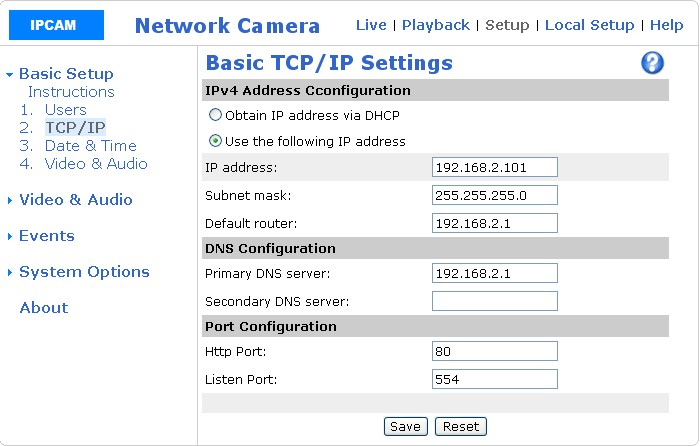 IPCAM
Network Camera
Live | Playback | Setup | Local Setup | Help
Basic Setup
Instructions
1. Users
2. TCP/IP
3. Date & Time
4. Video & Audio
Video & Audio
Events
System Options
About
Basic TCP/IP Settings
?
IPv4 Address Cconfiguration
Obtain IP address via DHCP
Use the following IP address
IP address: 192.168.2.101
Subnet mask: 255.255.255.0
Default router: 192.168.2.1
DNS Configuration
Primary DNS server: 192.168.2.1
Secondary DNS server:
Port Configuration
Http Port: 80
Listen Port: 554
Save Reset